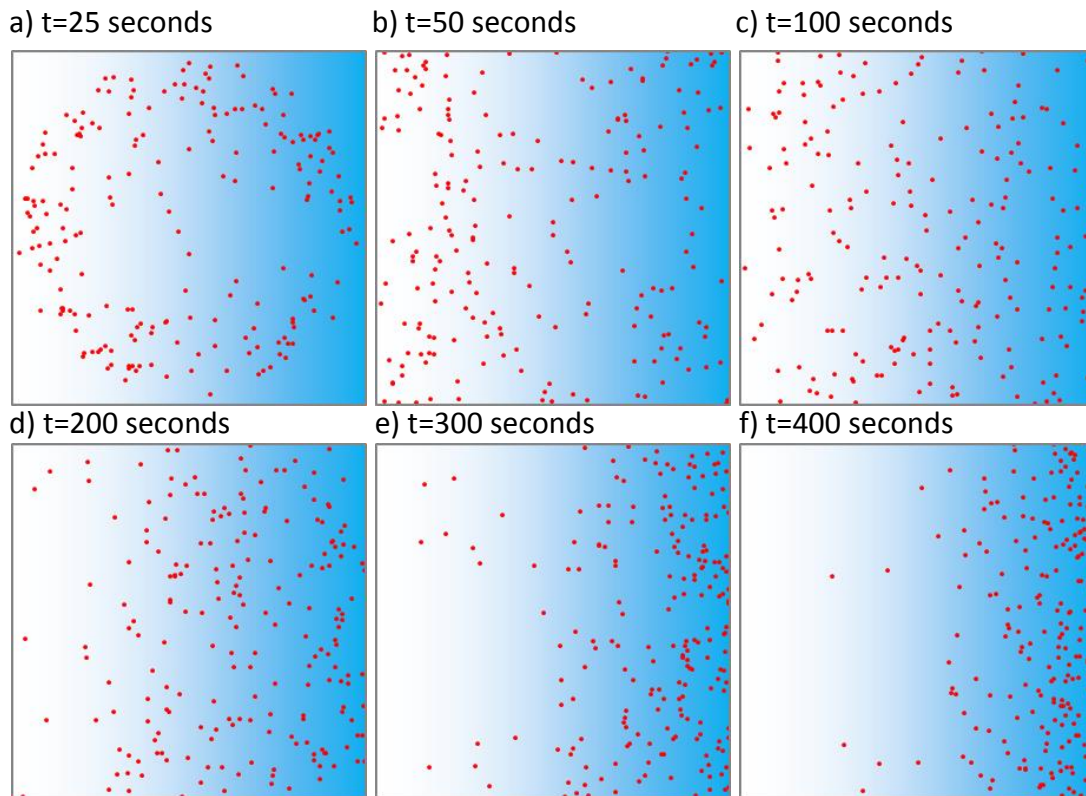 a) t=25 seconds
b) t=50 seconds
c) t=100 seconds
d) t=200 seconds
e) t=300 seconds
f) t=400 seconds